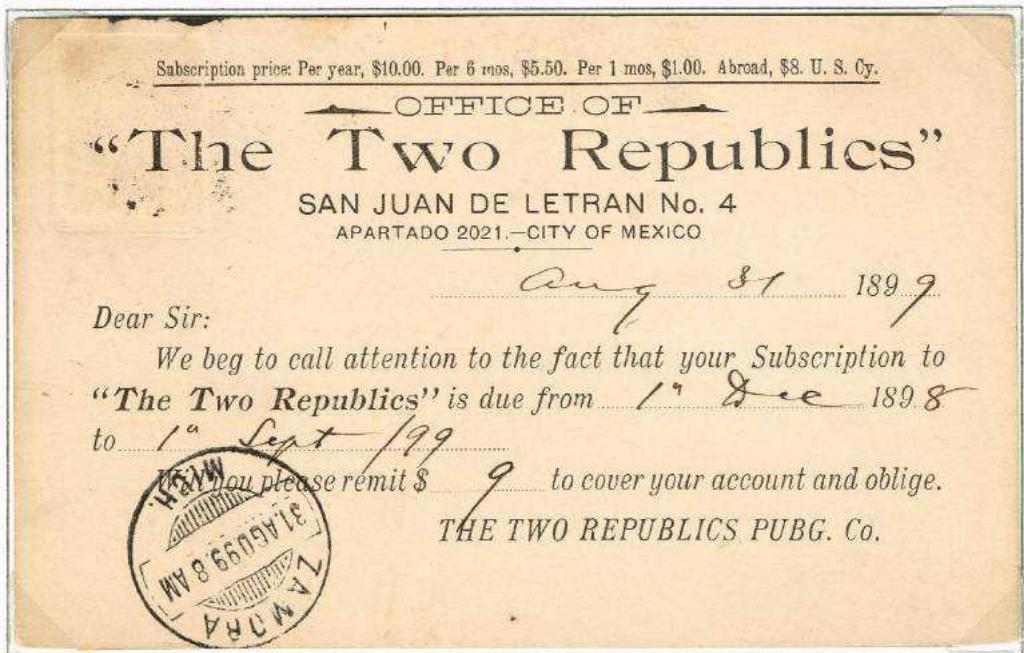 Subscription price: Per year, $10.00. Per 6 mos, $5.50. Per 1 mos, $1.00. Abroad, $8. U. S. Cy.
OFFICE OF
“The Two Republics”
SAN JUAN DE LETRAN No. 4
APARTADO 2021.—CITY OF MEXICO
Aug 31 1899
Dear Sir:
We beg to call attention to the fact that your Subscription to
“The Two Republics” is due from 1" Dec 1898
to 1" Sept /99
Will you please remit $ 9 to cover your account and oblige.
THE TWO REPUBLICS PUBG. Co.
ZAMORA
31.AGO99.8 AM
MICH.